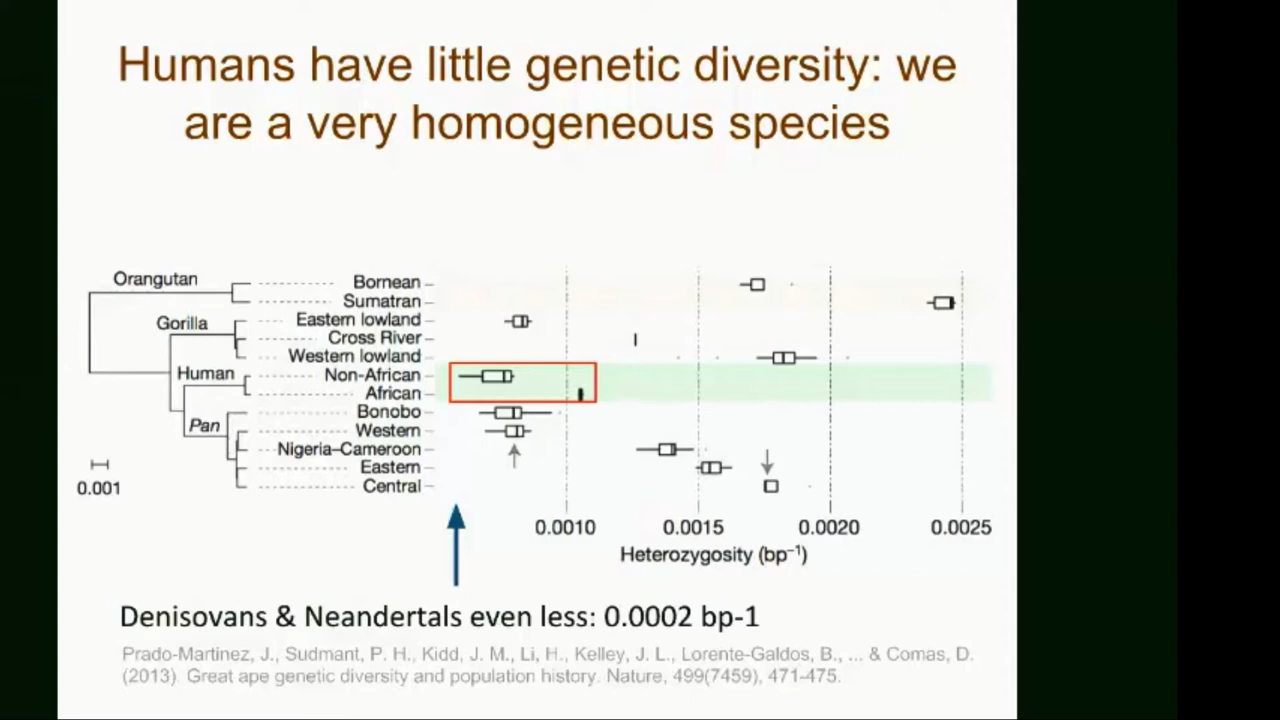 Humans have little genetic diversity: we
are a very homogeneous species
Orangutan
Bornean
Sumatran
Gorilla
Eastern lowland
Cross River
Western lowland
Human
Non-African
African
Pan
Bonobo
Western
Nigeria–Cameroon
Eastern
Central
0.001
0.0010 0.0015 0.0020 0.0025
Heterozygosity (bp⁻¹)
Denisovans & Neandertals even less: 0.0002 bp-1
Prado-Martinez, J., Sudmant, P. H., Kidd, J. M., Li, H., Kelley, J. L., Lorente-Galdos, B., ... & Comas, D.
(2013). Great ape genetic diversity and population history. Nature, 499(7459), 471-475.